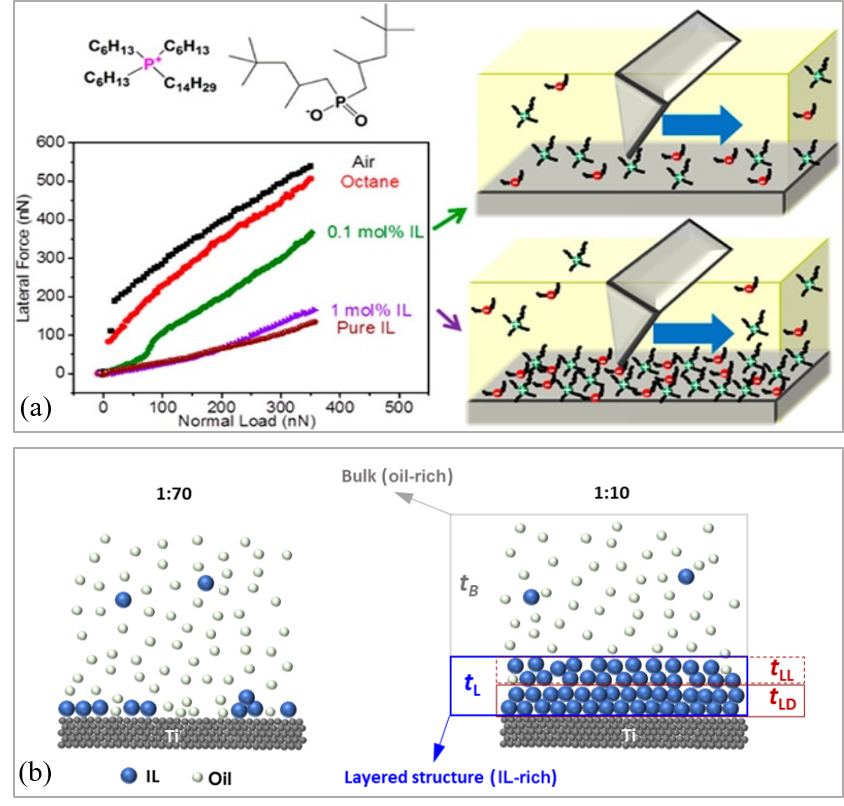 C6H13 C6H13
P+
C6H13 C14H29
P
-O O
600
500
400
300
200
100
0
Lateral Force (nN)
Air
Octane
0.1 mol% IL
1 mol% IL
Pure IL
0 100 200 300 400 500
Normal Load (nN)
(a)
Bulk (oil-rich)
1:70 1:10
tB
tL
tLL
tLD
Ti Ti
Layered structure (IL-rich)
IL Oil
(b)